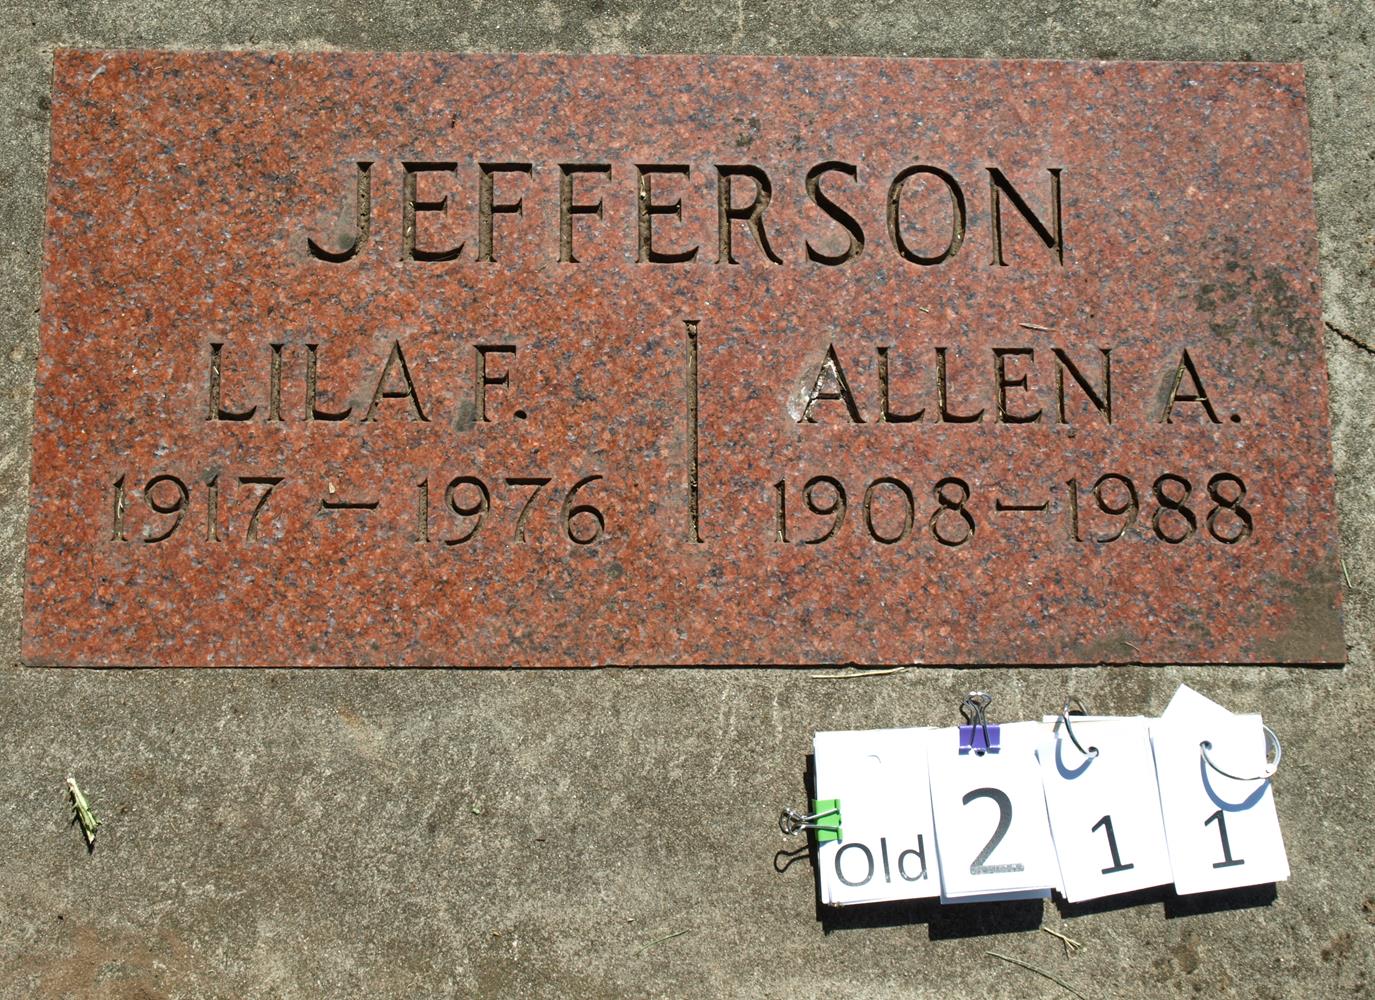 JEFFERSON
LILA F.
1917 – 1976
ALLEN A.
1908 – 1988
Old 2 1 1